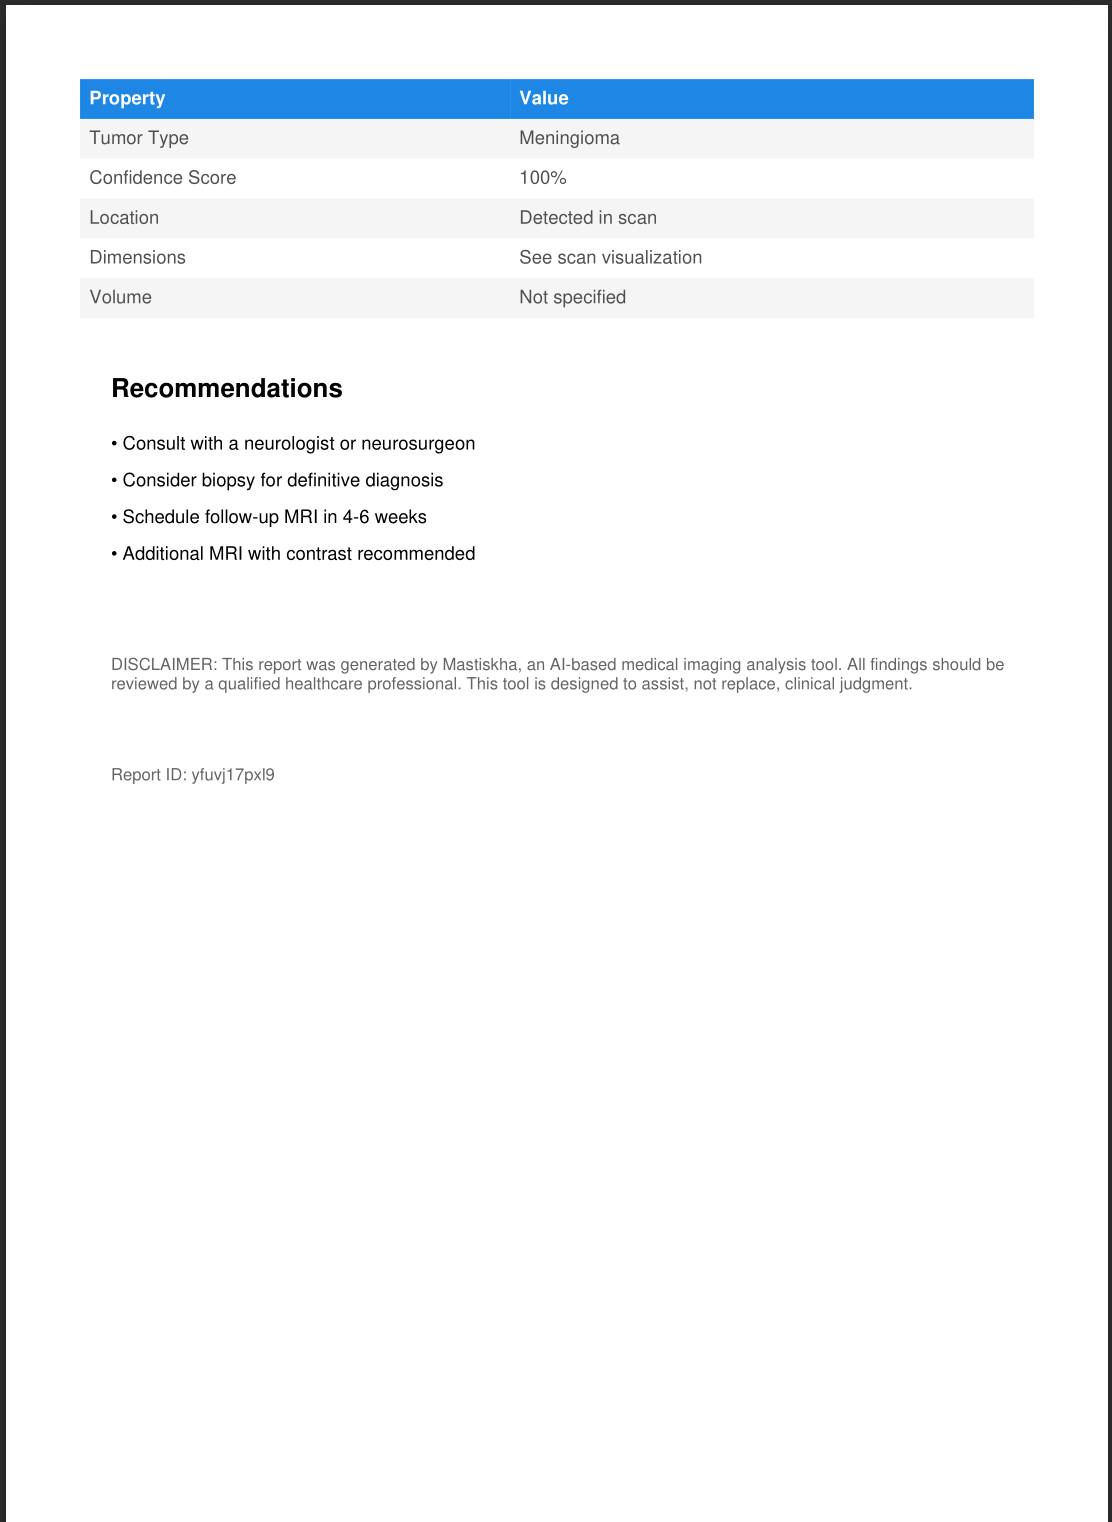 Property Value
Tumor Type Meningioma
Confidence Score 100%
Location Detected in scan
Dimensions See scan visualization
Volume Not specified
Recommendations
• Consult with a neurologist or neurosurgeon
• Consider biopsy for definitive diagnosis
• Schedule follow-up MRI in 4-6 weeks
• Additional MRI with contrast recommended
DISCLAIMER: This report was generated by Mastiskha, an AI-based medical imaging analysis tool. All findings should be
reviewed by a qualified healthcare professional. This tool is designed to assist, not replace, clinical judgment.
Report ID: yfuvj17pxl9